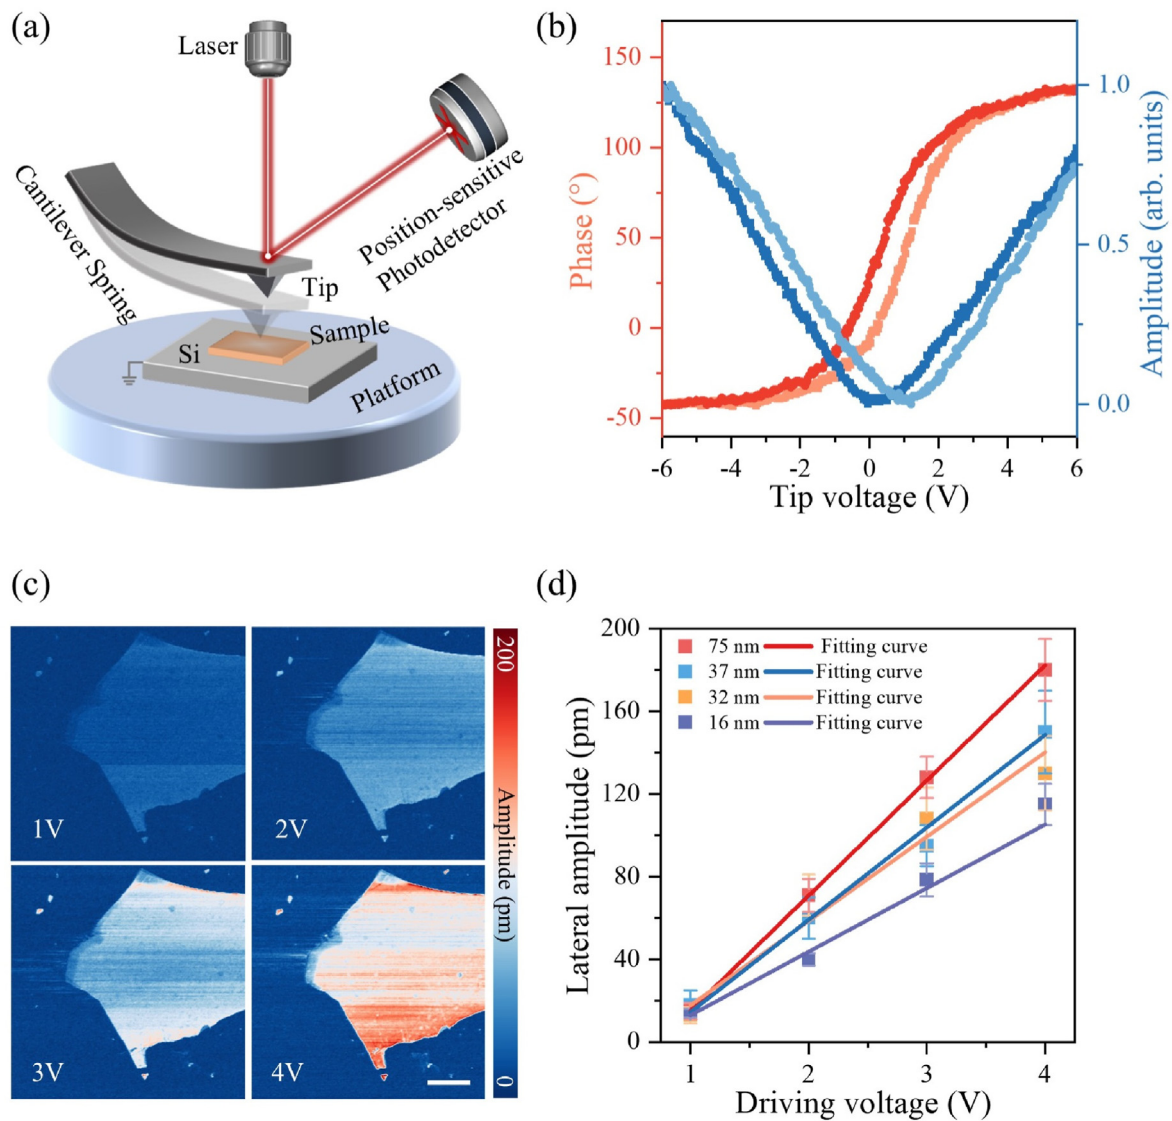 (a)
Laser
Cantilever Spring
Position-sensitive
Photodetector
Tip
Sample
Si
Platform
(b)
Phase (°)
150
100
50
0
-50
1.0
0.5
0.0
Amplitude (arb. units)
-6
-4
-2
0
2
4
6
Tip voltage (V)
(c)
1V
2V
3V
4V
200
Amplitude (pm)
0
(d)
Lateral amplitude (pm)
200
160
120
80
40
0
75 nm Fitting curve
37 nm Fitting curve
32 nm Fitting curve
16 nm Fitting curve
1
2
3
4
Driving voltage (V)